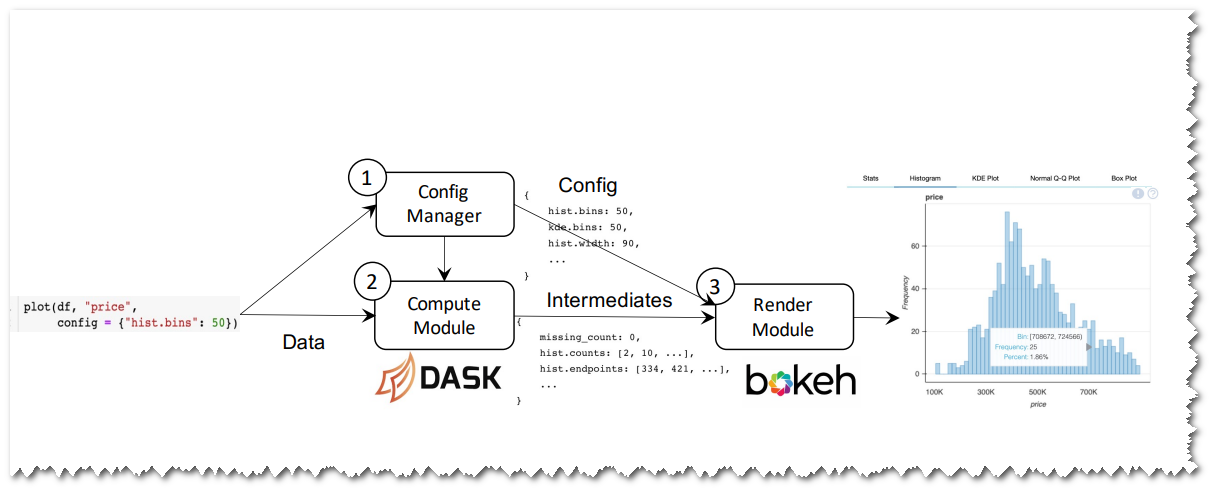 plot(df, "price",
config = {"hist.bins": 50})
Data
1
Config
Manager
2
Compute
Module
DASK
Config
{
hist.bins: 50,
kde.bins: 50,
hist.width: 90,
...
}
Intermediates
{
missing_count: 0,
hist.counts: [2, 10, ...],
hist.endpoints: [334, 421, ...],
...
}
3
Render
Module
bokeh
Stats
Histogram
KDE Plot
Normal Q-Q Plot
Box Plot
!
?
price
Frequency
60
40
20
0
Bin: [708672, 724566]
Frequency: 25
Percent: 1.86%
100K
300K
500K
700K
price